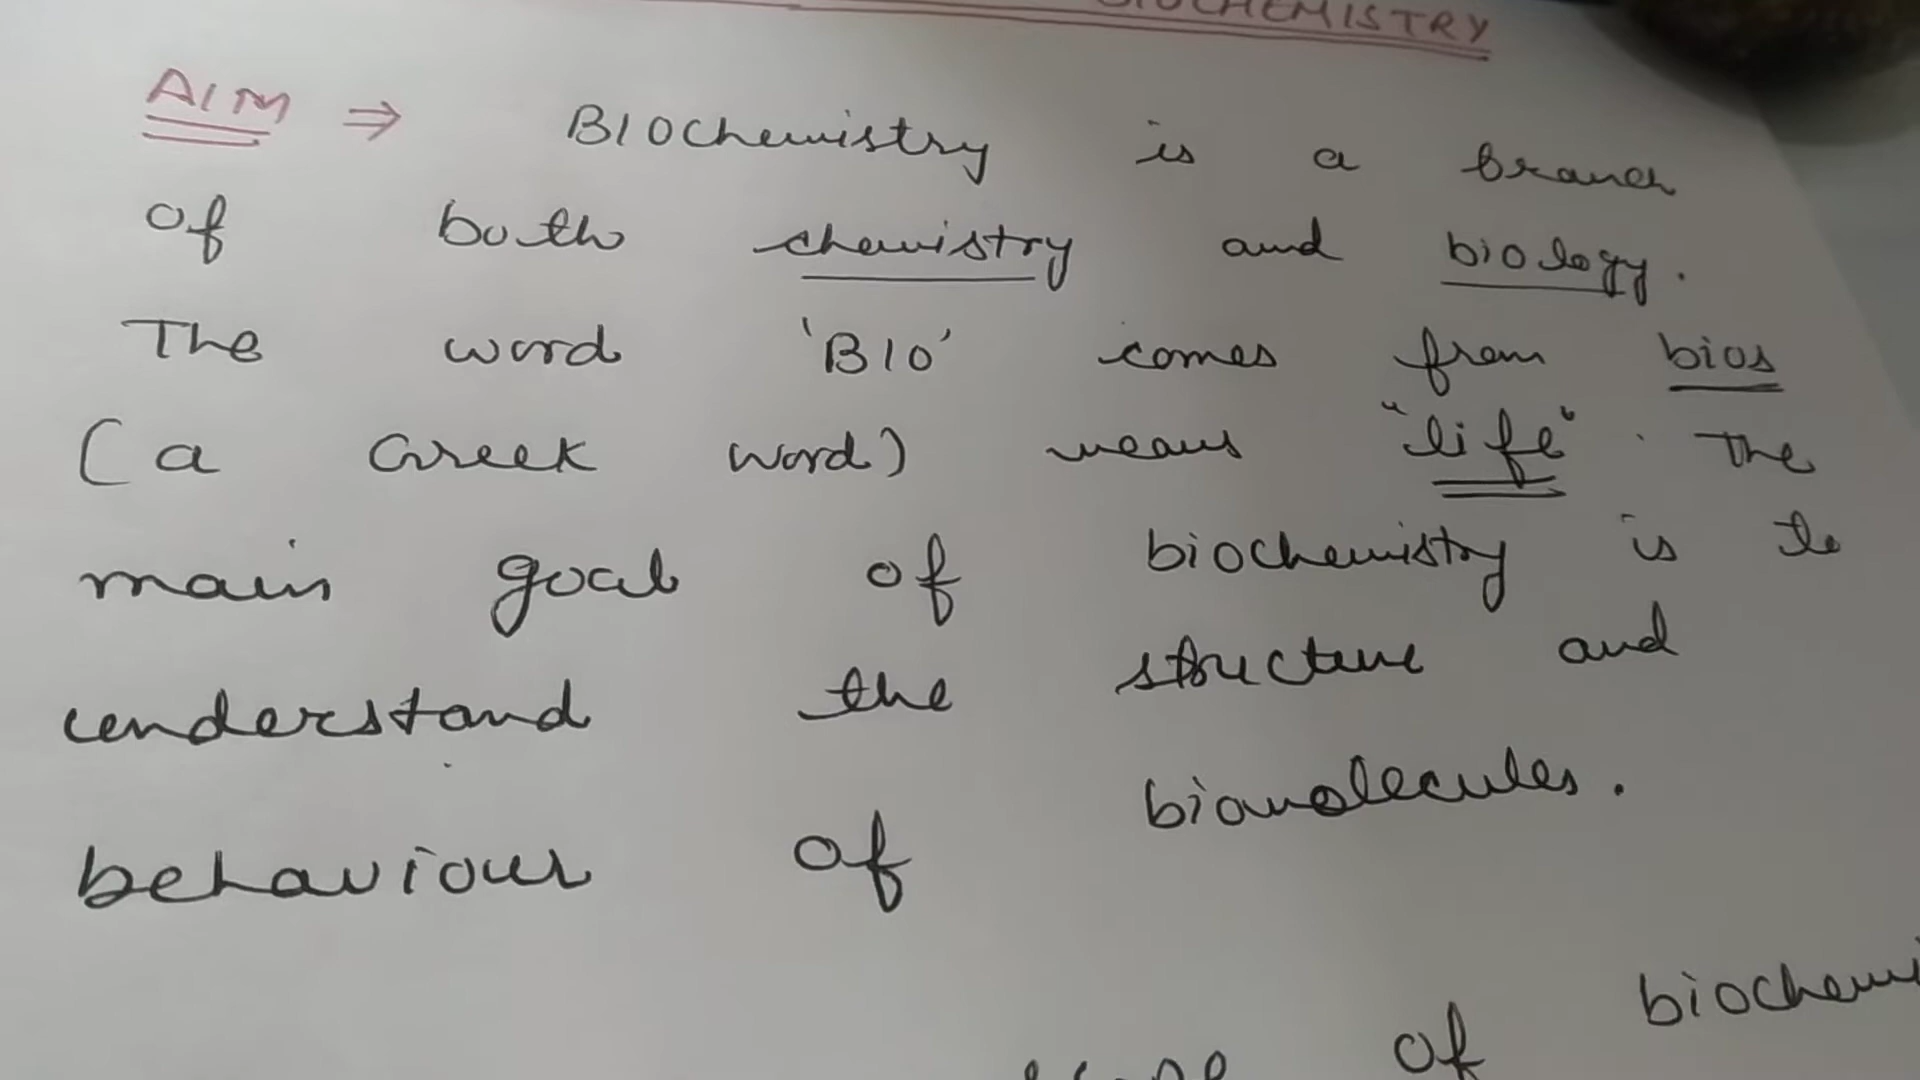 BIOCHEMISTRY
AIM ⇒ BIOchemistry is a branch
of both chemistry and biology.
The word 'BIO' comes from bios
(a Greek word) means "life". The
main goal of biochemistry is to
understand the structure and
behaviour of biomolecules.
of biochemi